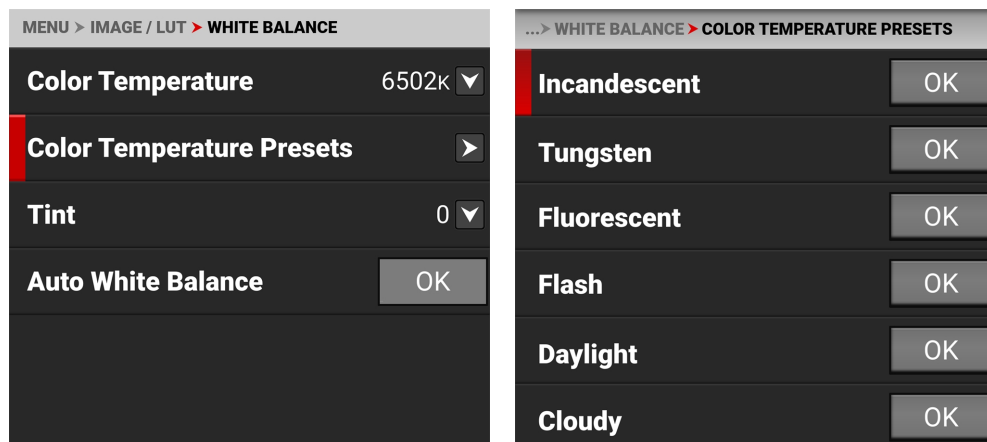 MENU > IMAGE / LUT > WHITE BALANCE
Color Temperature 6502K
Color Temperature Presets
Tint 0
Auto White Balance OK
...> WHITE BALANCE > COLOR TEMPERATURE PRESETS
Incandescent OK
Tungsten OK
Fluorescent OK
Flash OK
Daylight OK
Cloudy OK